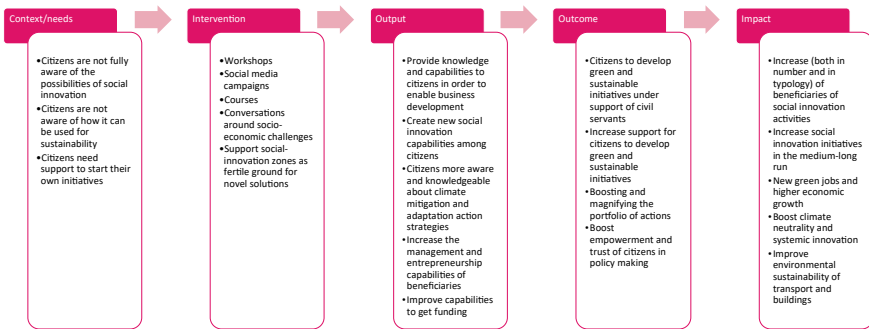 Context/needs
•Citizens are not fully
aware of the
possibilities of social
innovation
•Citizens are not
aware of how it can
be used for
sustainability
•Citizens need
support to start their
own initiatives
Intervention
•Workshops
•Social media
campaigns
•Courses
•Conversations
around socio-
economic challenges
•Support social-
innovation zones as
fertile ground for
novel solutions
Output
•Provide knowledge
and capabilities to
citizens in order to
enable business
development
•Create new social
innovation
capabilities among
citizens
•Citizens more aware
and knowledgeable
about climate
mitigation and
adaptation action
strategies
•Increase the
management and
entrepreneurship
capabilities of
beneficiaries
•Improve capabilities
to get funding
Outcome
•Citizens to develop
green and
sustainable
initiatives under
support of civil
servants
•Increase support for
citizens to develop
green and
sustainable
initiatives
•Boosting and
magnifying the
portfolio of actions
•Boost
empowerment and
trust of citizens in
policy making
Impact
•Increase (both in
number and in
typology) of
beneficiaries of
social innovation
activities
•Increase social
innovation initiatives
in the medium-long
run
•New green jobs and
higher economic
growth
•Boost climate
neutrality and
systemic innovation
•Improve
environmental
sustainability of
transport and
buildings